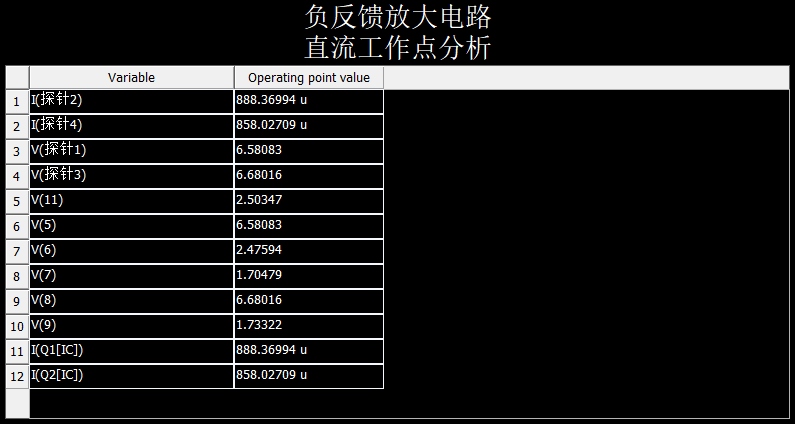 负反馈放大电路
直流工作点分析
Variable Operating point value
1 I(探针2) 888.36994 u
2 I(探针4) 858.02709 u
3 V(探针1) 6.58083
4 V(探针3) 6.68016
5 V(11) 2.50347
6 V(5) 6.58083
7 V(6) 2.47594
8 V(7) 1.70479
9 V(8) 6.68016
10 V(9) 1.73322
11 I(Q1[IC]) 888.36994 u
12 I(Q2[IC]) 858.02709 u